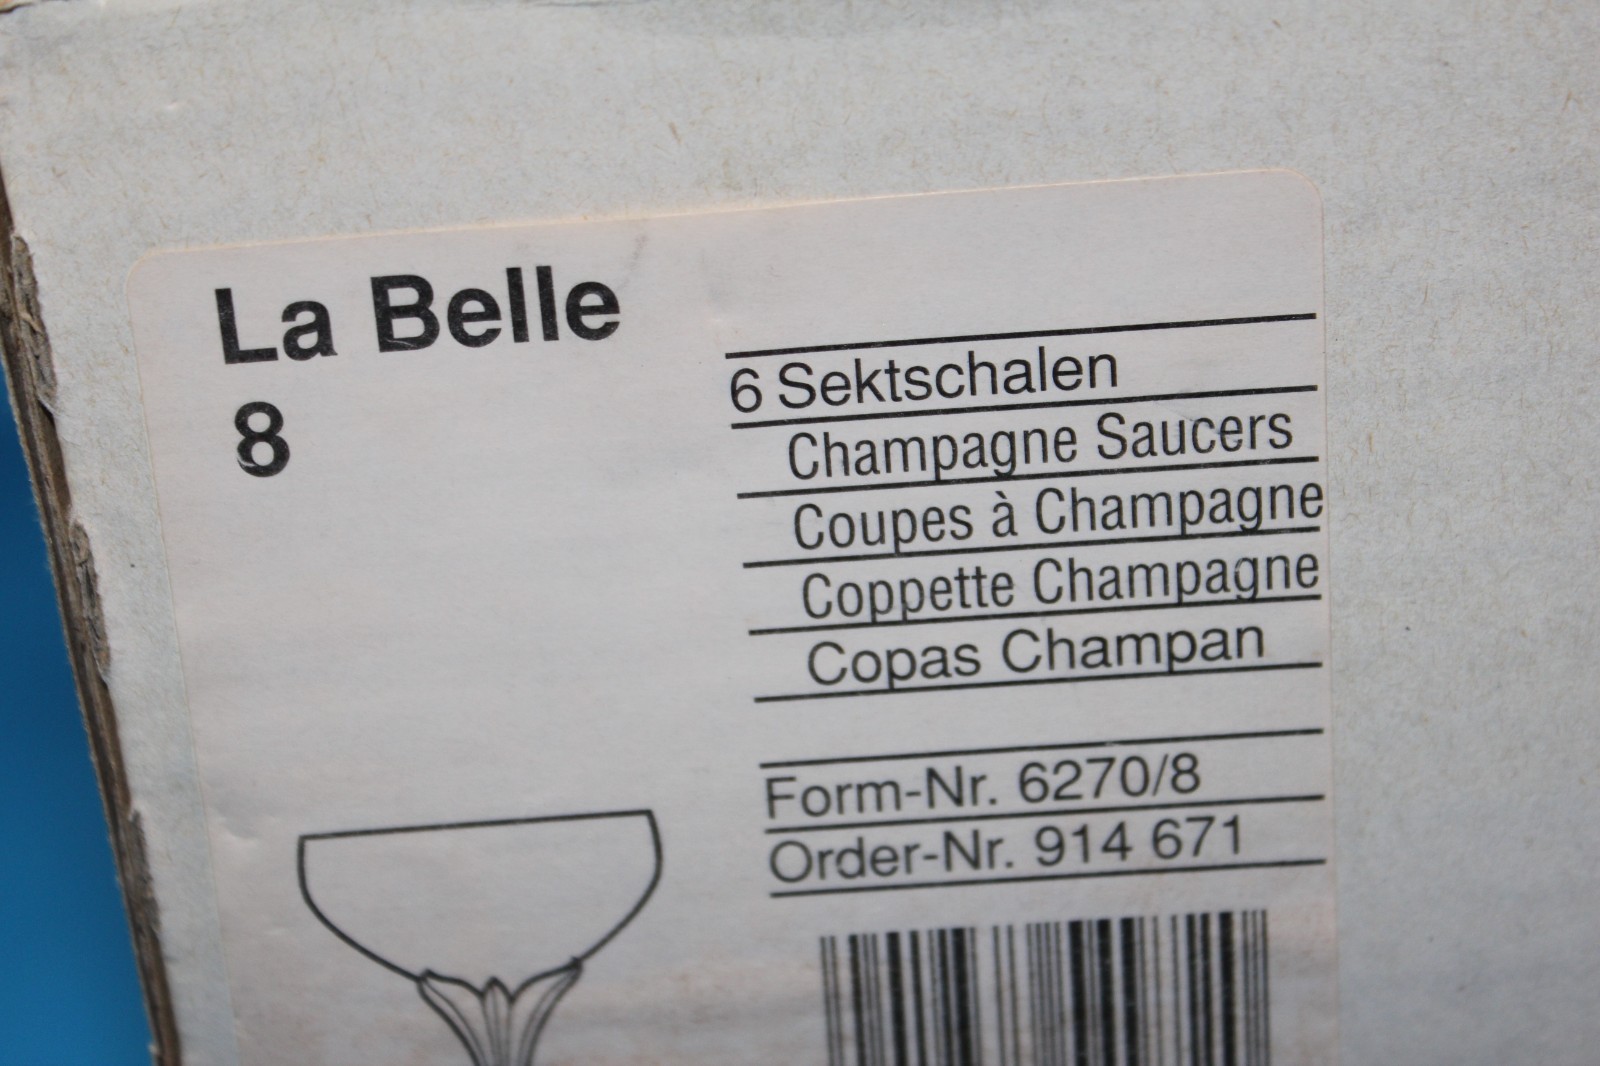 La Belle
8
6 Sektschalen
Champagne Saucers
Coupes à Champagne
Coppette Champagne
Copas Champan
Form-Nr. 6270/8
Order-Nr. 914 671